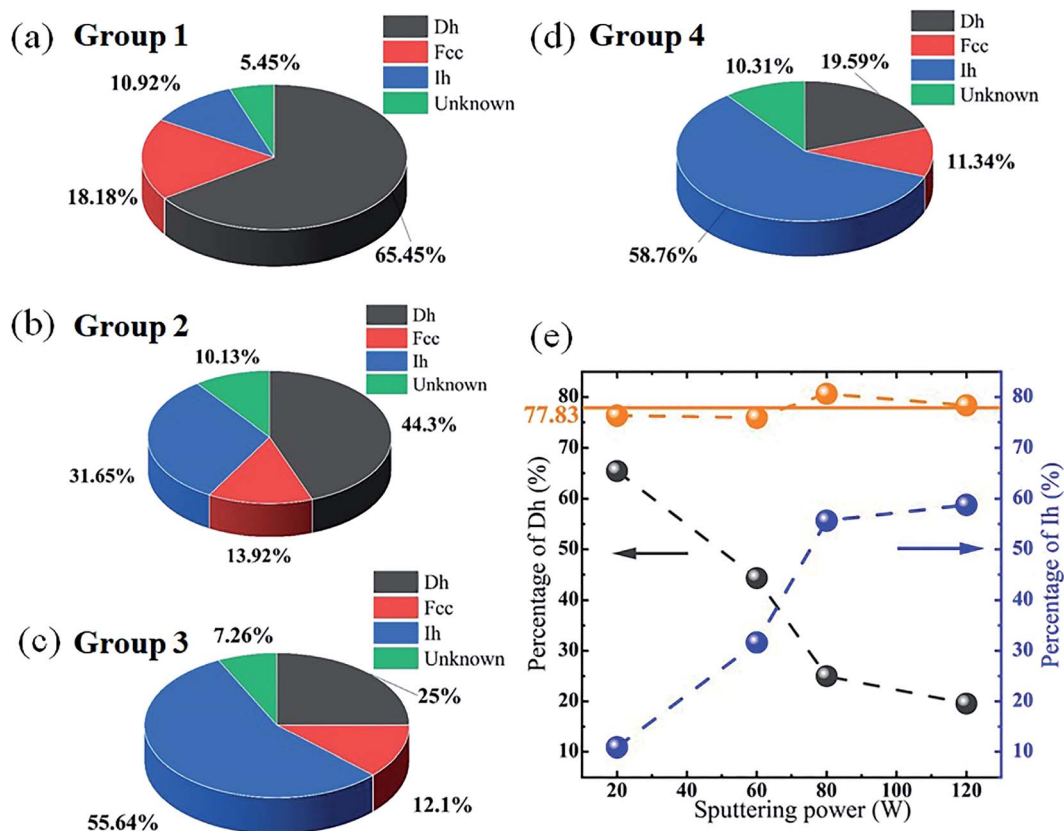 (a) Group 1
Dh
Fcc
Ih
Unknown
5.45%
10.92%
18.18%
65.45%
(d) Group 4
Dh
Fcc
Ih
Unknown
10.31%
19.59%
11.34%
58.76%
(b) Group 2
Dh
Fcc
Ih
Unknown
10.13%
44.3%
31.65%
13.92%
(c) Group 3
Dh
Fcc
Ih
Unknown
7.26%
25%
12.1%
55.64%
(e)
80
77.83
70
60
50
40
30
20
10
Percentage of Dh (%)
80
70
60
50
40
30
20
10
Percentage of Ih (%)
20 40 60 80 100 120
Sputtering power (W)